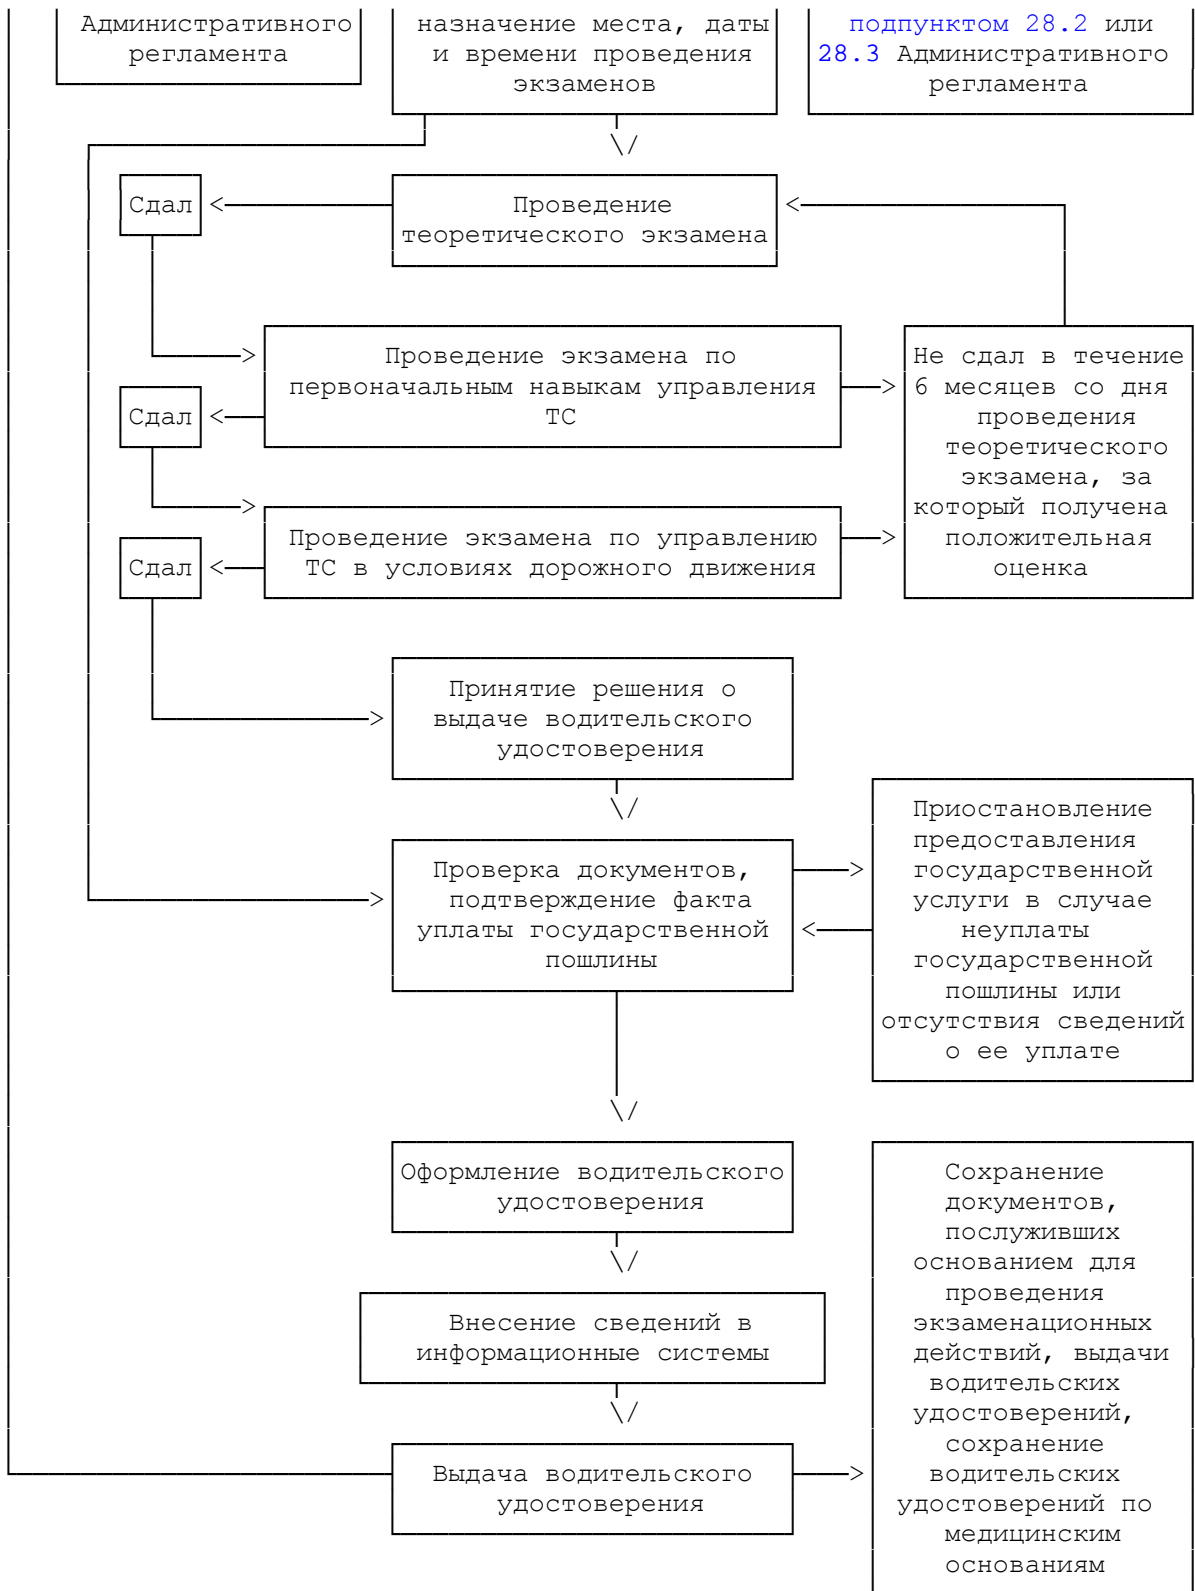 Административного
регламента
назначение места, даты
и времени проведения
экзаменов
подпунктом 28.2 или
28.3 Административного
регламента
\/
Сдал
<
Проведение
теоретического экзамена
<
>
Проведение экзамена по
первоначальным навыкам управления
ТС
>
Не сдал в течение
6 месяцев со дня
проведения
теоретического
экзамена, за
который получена
положительная
оценка
Сдал
<
>
Проведение экзамена по управлению
ТС в условиях дорожного движения
>
Сдал
<
>
Принятие решения о
выдаче водительского
удостоверения
\/
Проверка документов,
подтверждение факта
уплаты государственной
пошлины
>
>
<
Приостановление
предоставления
государственной
услуги в случае
неуплаты
государственной
пошлины или
отсутствия сведений
о ее уплате
\/
Оформление водительского
удостоверения
\/
Внесение сведений в
информационные системы
\/
Выдача водительского
удостоверения
>
Сохранение
документов,
послуживших
основанием для
проведения
экзаменационных
действий, выдачи
водительских
удостоверений,
сохранение
водительских
удостоверений по
медицинским
основаниям